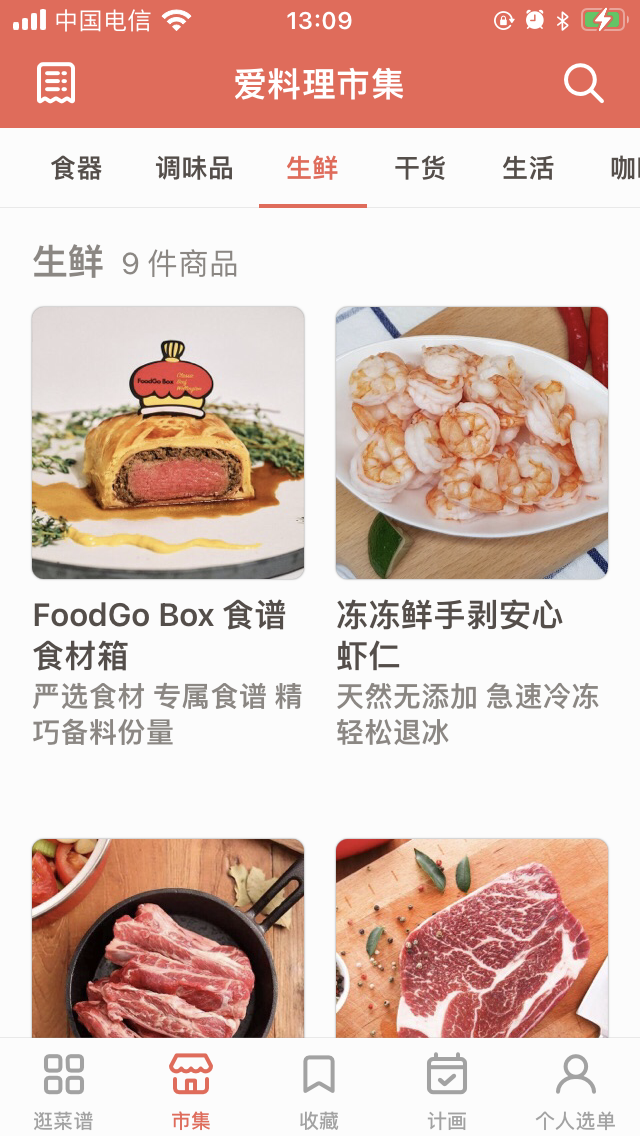 中国电信 13:09
爱料理市集
食器 调味品 生鲜 干货 生活
生鲜 9 件商品
FoodGo Box
Classic
Beef
Wellington
FoodGo Box 食谱
食材箱
严选食材 专属食谱 精
巧备料份量
冻冻鲜手剥安心
虾仁
天然无添加 急速冷冻
轻松退冰
逛菜谱 市集 收藏 计画 个人选单